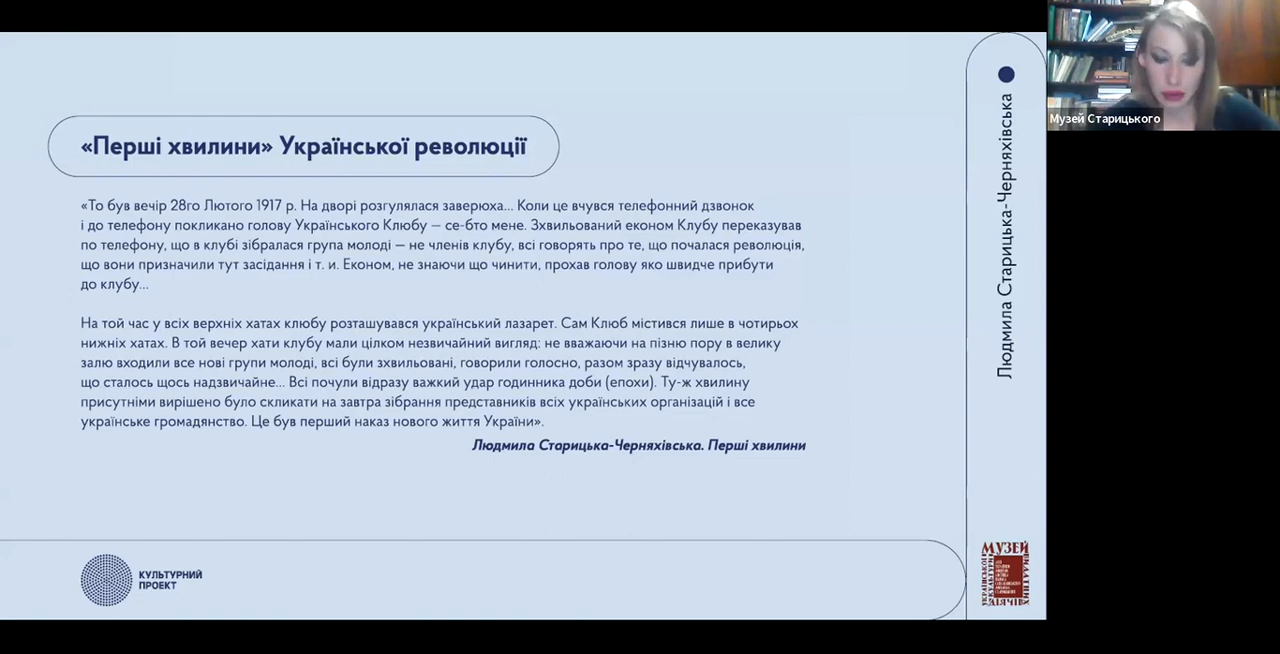 «Перші хвилини» Української революції
«То був вечір 28го Лютого 1917 р. На дворі розгулялася заверюха... Коли це вчувся телефонний дзвонок
і до телефону покликано голову Українського Клюбу — се-бто мене. Зхвильований економ Клубу переказував
по телефону, що в клубі зібралася група молоді — не членів клубу, всі говорять про те, що почалася революція,
що вони призначили тут засідання і т. и. Економ, не знаючи що чинити, прохав голову яко швидче прибути
до клубу...
На той час у всіх верхніх хатах клюбу розташувався український лазарет. Сам Клюб містився лише в чотирьох
нижніх хатах. В той вечер хати клубу мали цілком незвичайний вигляд: не вважаючи на пізню пору в велику
залю входили все нові групи молоді, всі були зхвильовані, говорили голосно, разом зразу відчувалось,
що сталось щось надзвичайне... Всі почули відразу важкий удар годинника доби (епохи). Ту-ж хвилину
присутніми вирішено було скликати на завтра зібрання представників всіх українських організацій і все
українське громадянство. Це був перший наказ нового життя України».
Людмила Старицька-Черняхівська. Перші хвилини
КУЛЬТУРНИЙ
ПРОЕКТ
Людмила Старицька-Черняхівська
Музей Старицького
МУЗЕЙ
ВИДАТНИХ
ДІЯЧІВ
УКРАЇНСЬКОЇ
КУЛЬТУРИ